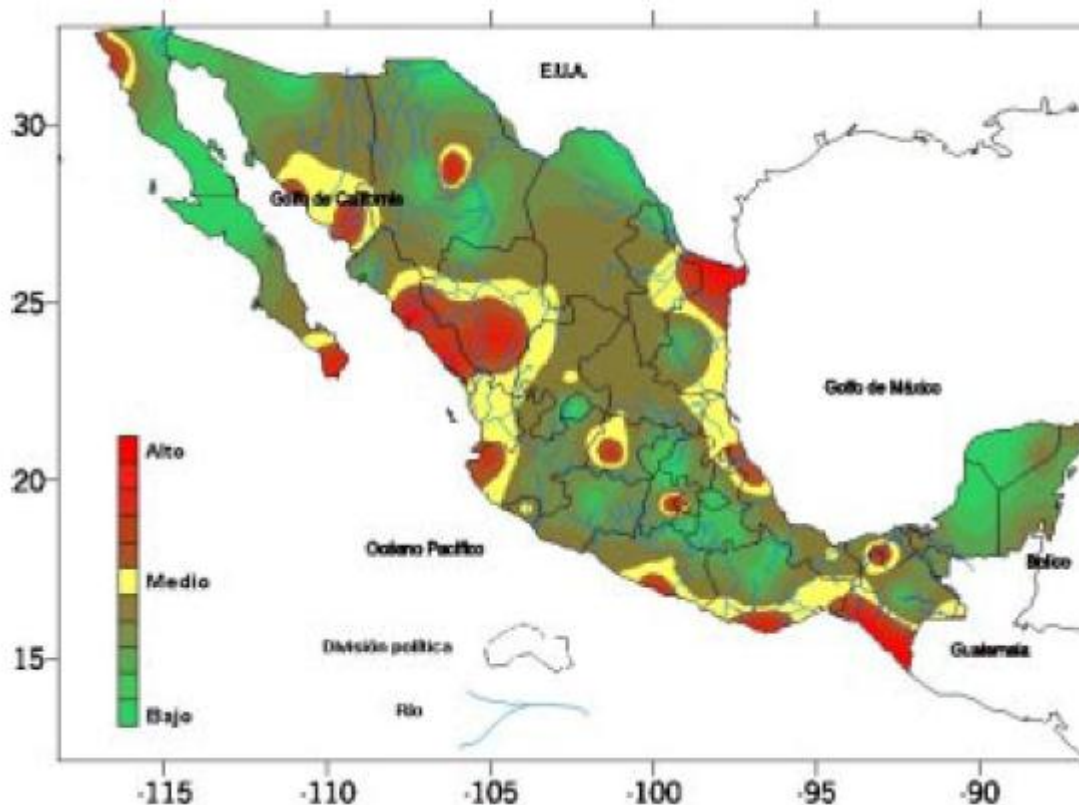 E.U.A.
30
Golfo de California
25
Golfo de México
Alto
20
Océano Pacífico
Belice
Medio
División política
Guatemala
15
Río
Bajo
-115
-110
-105
-100
-95
-90